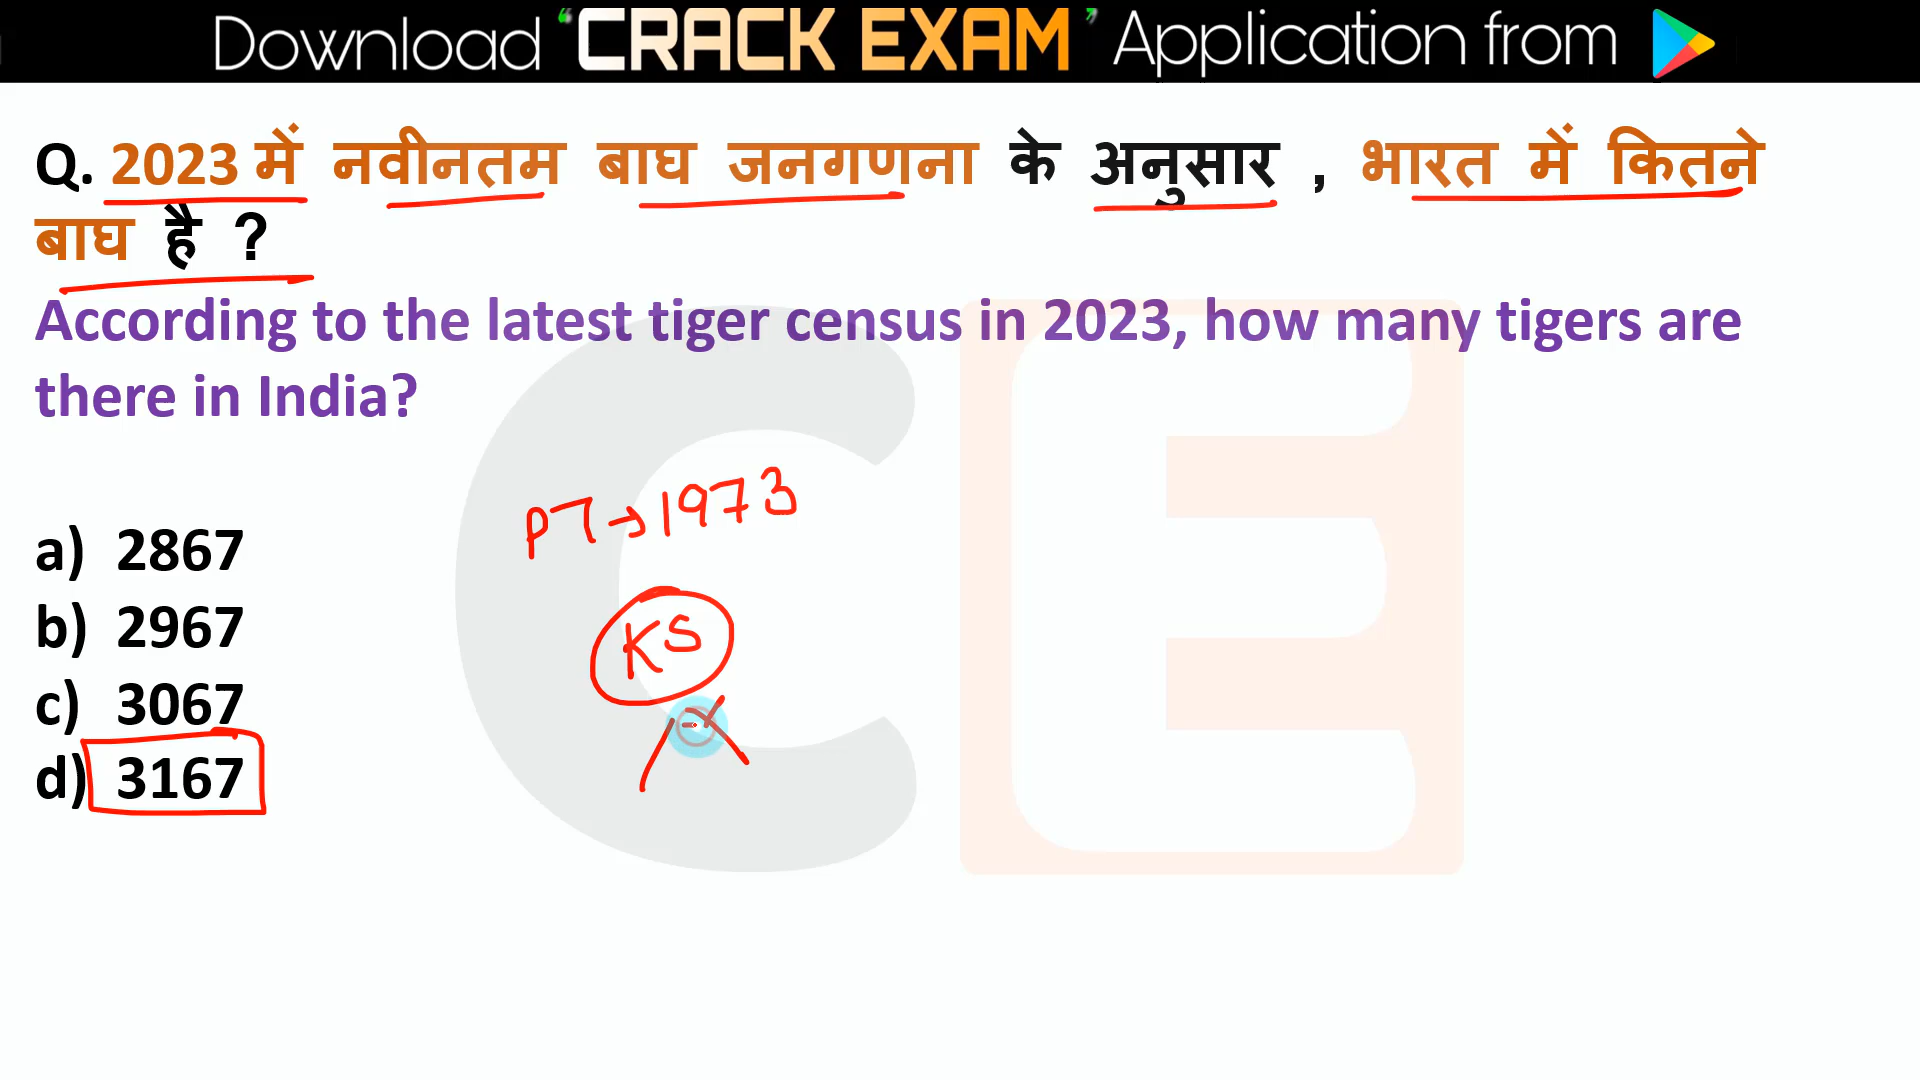 Download ‘CRACK EXAM’ Application from
Q. 2023 में नवीनतम बाघ जनगणना के अनुसार , भारत में कितने
बाघ है ?
According to the latest tiger census in 2023, how many tigers are
there in India?
PT → 1973
a) 2867
b) 2967
KS
c) 3067
d) 3167
CE